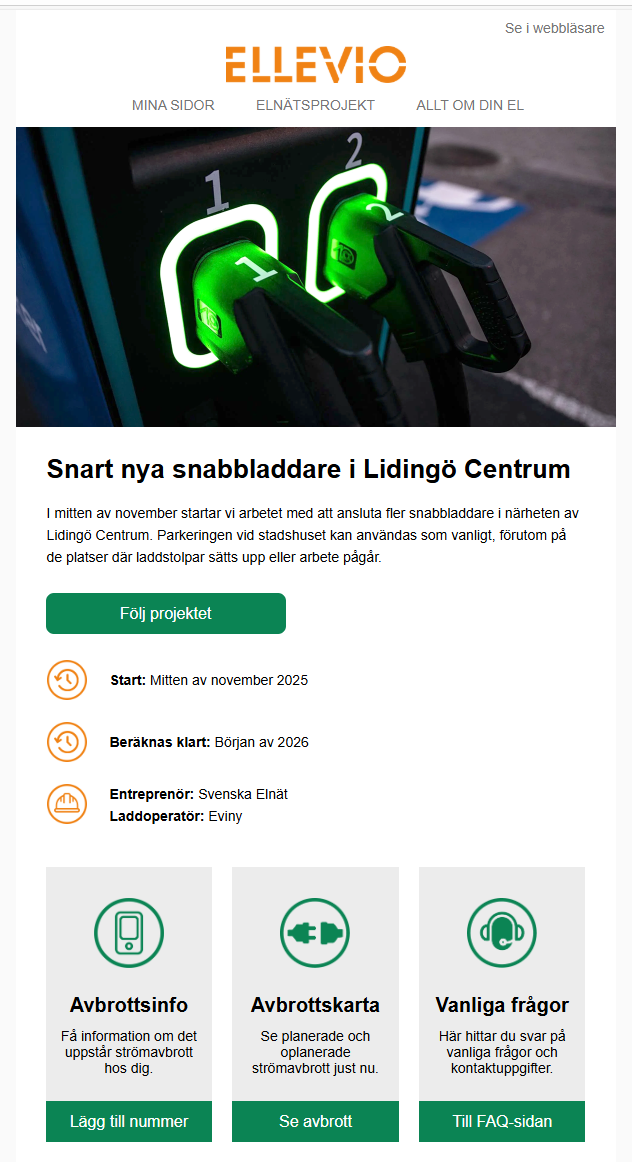 Se i webbläsare
ELLEVIO
MINA SIDOR ELNÄTSPROJEKT ALLT OM DIN EL
1 2
1 2
Snart nya snabbladdare i Lidingö Centrum
I mitten av november startar vi arbetet med att ansluta fler snabbladdare i närheten av
Lidingö Centrum. Parkeringen vid stadshuset kan användas som vanligt, förutom på
de platser där laddstolpar sätts upp eller arbete pågår.
Följ projektet
Start: Mitten av november 2025
Beräknas klart: Början av 2026
Entreprenör: Svenska Elnät
Laddoperatör: Eviny
Avbrottsinfo
Få information om det
uppstår strömavbrott
hos dig.
Lägg till nummer
Avbrottskarta
Se planerade och
oplanerade
strömavbrott just nu.
Se avbrott
Vanliga frågor
Här hittar du svar på
vanliga frågor och
kontaktuppgifter.
Till FAQ-sidan